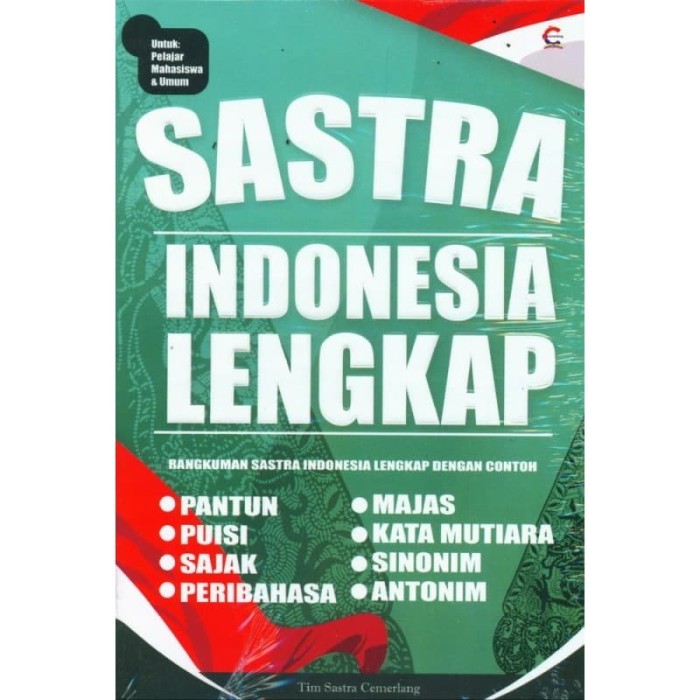 Untuk:
Pelajar
Mahasiswa
& Umum
SASTRA
INDONESIA
LENGKAP
RANGKUMAN SASTRA INDONESIA LENGKAP DENGAN CONTOH
PANTUN
PUISI
SAJAK
PERIBAHASA
MAJAS
KATA MUTIARA
SINONIM
ANTONIM
Tim Sastra Cemerlang